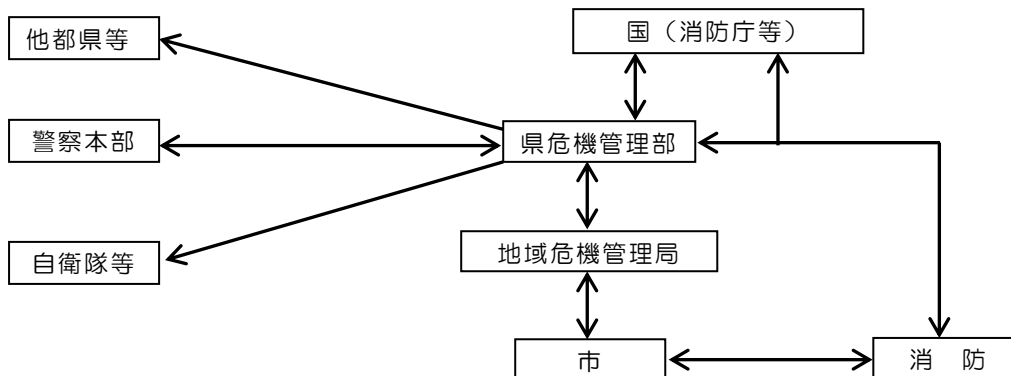 他都県等
国（消防庁等）
警察本部
県危機管理部
自衛隊等
地域危機管理局
市
消　防